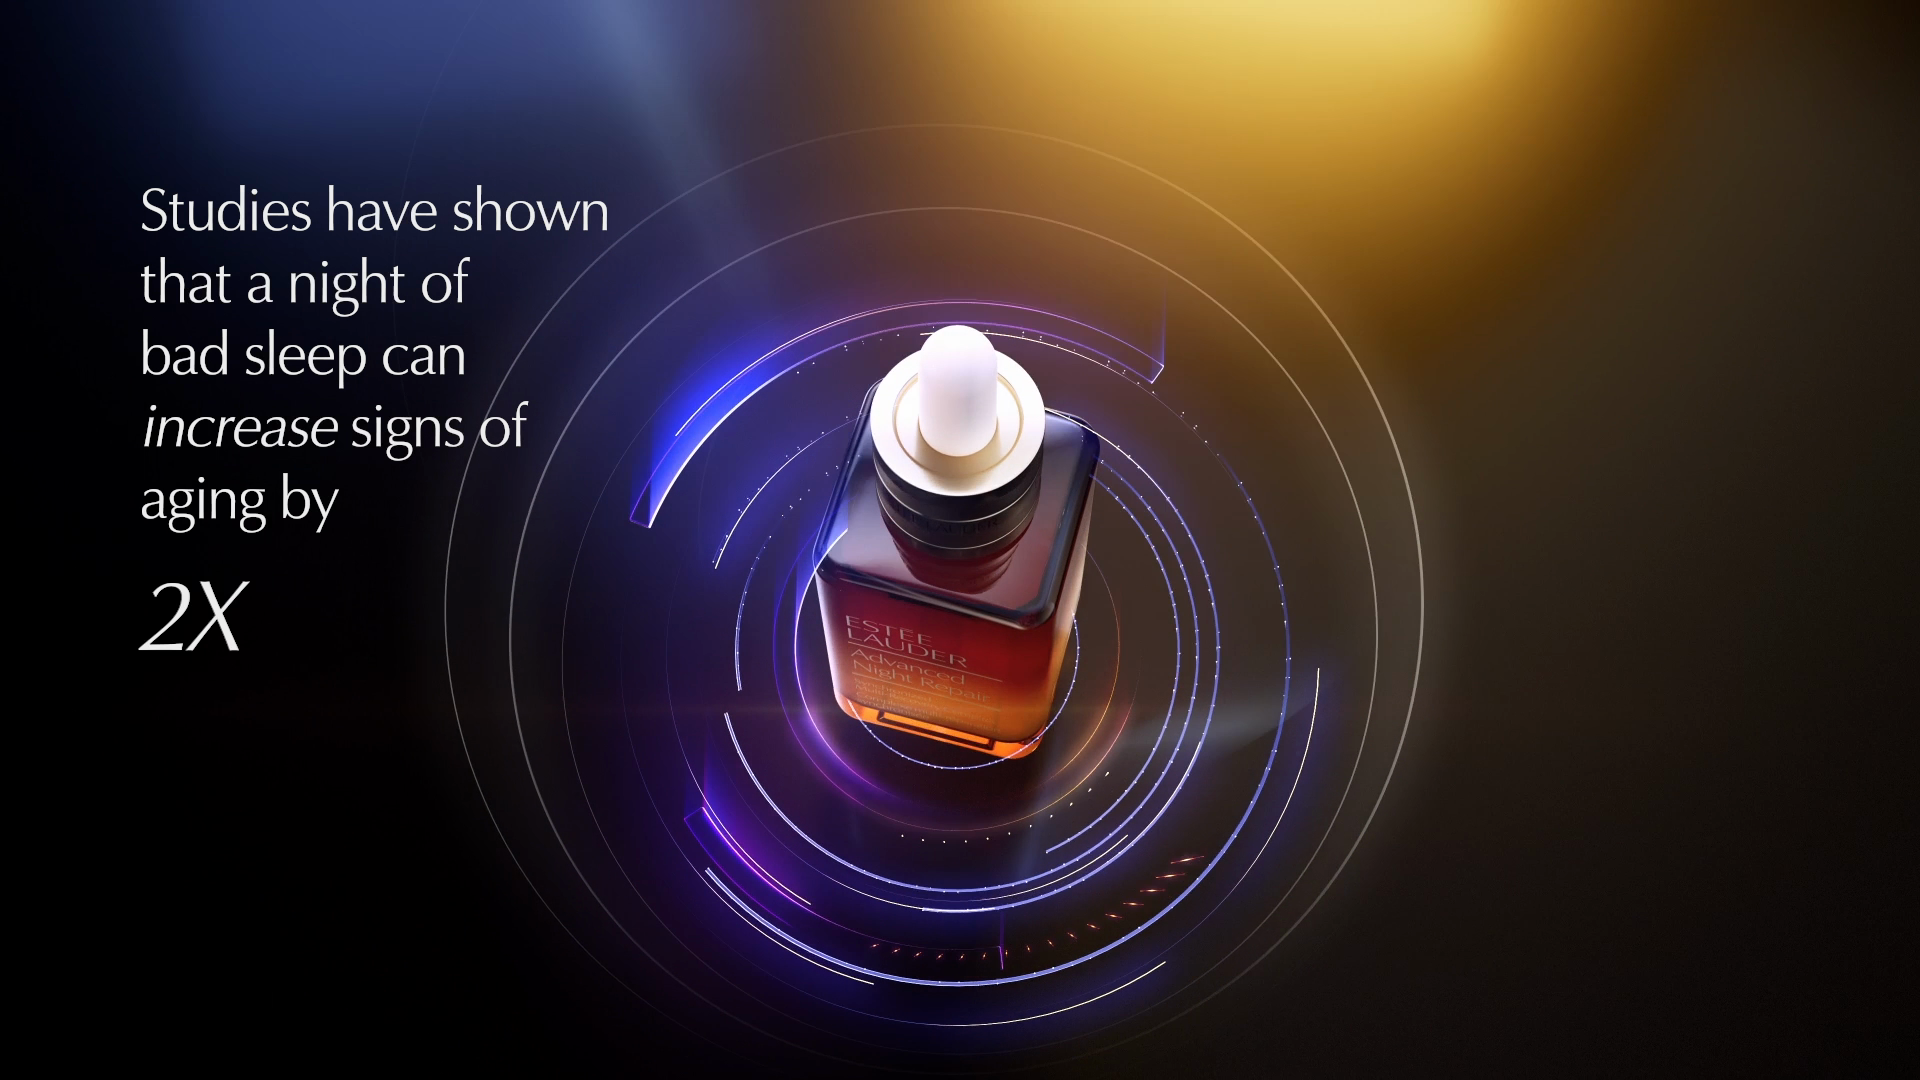 Studies have shown
that a night of
bad sleep can
increase signs of
aging by
2X
ESTĒE
LAUDER
Advanced
Night Repair